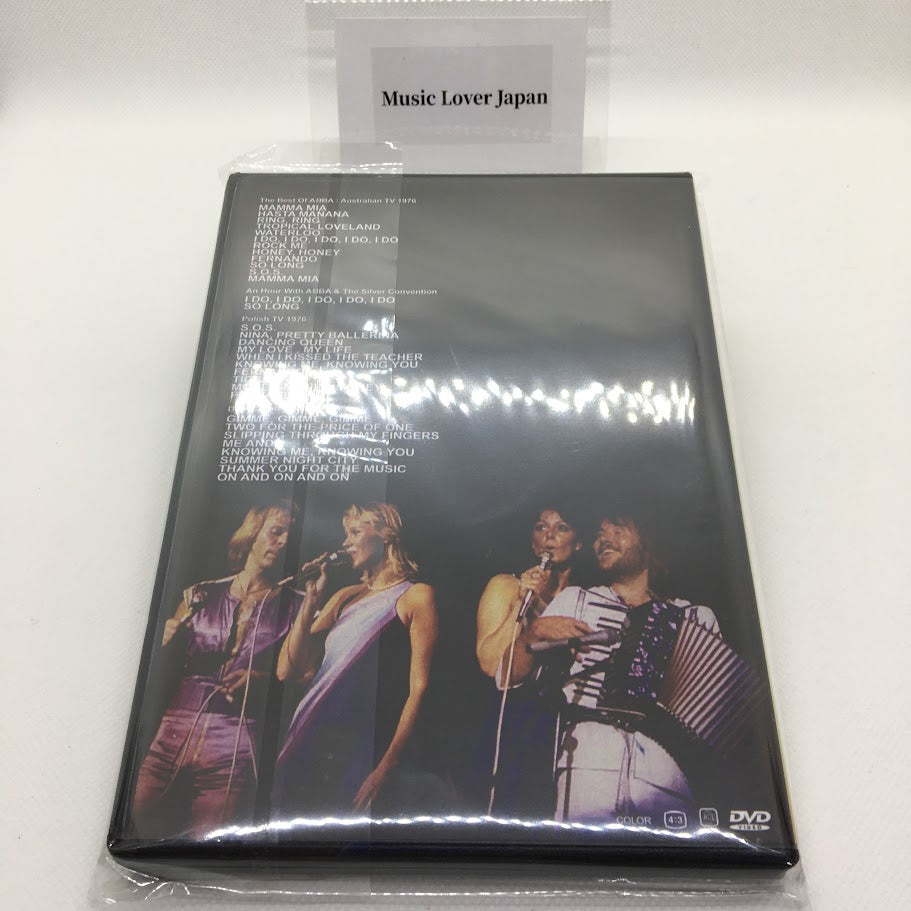 Music Lover Japan
The Best Of ABBA : Australian TV 1976
MAMMA MIA
HASTA MANANA
RING, RING
TROPICAL LOVELAND
WATERLOO
I DO, I DO, I DO, I DO, I DO
ROCK ME
HONEY, HONEY
FERNANDO
SO LONG
S.O.S.
MAMMA MIA
An Hour With ABBA & The Silver Convention
I DO, I DO, I DO, I DO, I DO
SO LONG
Polish TV 1976
S.O.S.
NINA, PRETTY BALLERINA
DANCING QUEEN
MY LOVE, MY LIFE
WHEN I KISSED THE TEACHER
KNOWING ME, KNOWING YOU
GIMME, GIMME, GIMME
TWO FOR THE PRICE OF ONE
SLIPPING THROUGH MY FINGERS
ME AND I
KNOWING ME, KNOWING YOU
SUMMER NIGHT CITY
THANK YOU FOR THE MUSIC
ON AND ON AND ON
COLOR 4:3 DVD
VIDEO